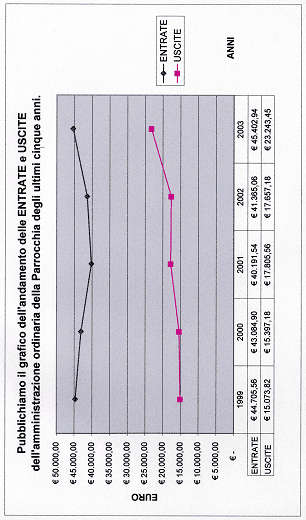 Pubblichiamo il grafico dell'andamento delle ENTRATE e USCITE
dell'amministrazione ordinaria della Parrocchia degli ultimi cinque anni.
€ 50.000,00
€ 45.000,00
€ 40.000,00
€ 35.000,00
€ 30.000,00
€ 25.000,00
€ 20.000,00
€ 15.000,00
€ 10.000,00
€ 5.000,00
€ -
EURO
ENTRATE
USCITE
ANNI
1999 2000 2001 2002 2003
ENTRATE € 44.705,56 € 43.084,90 € 40.191,54 € 41.365,06 € 45.402,94
USCITE € 15.073,82 € 15.397,18 € 17.805,56 € 17.657,18 € 23.243,45